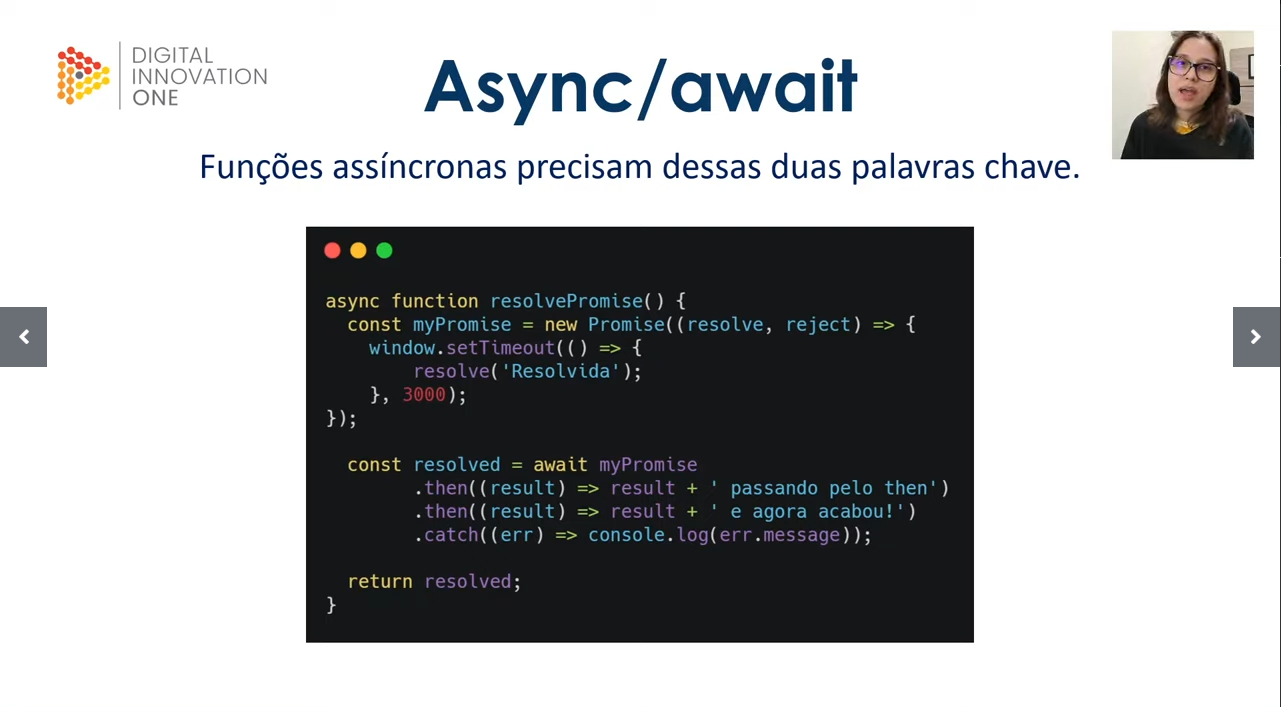 DIGITAL
INNOVATION
ONE
Async/await
Funções assíncronas precisam dessas duas palavras chave.
async function resolvePromise() {
  const myPromise = new Promise((resolve, reject) => {
    window.setTimeout(() => {
        resolve('Resolvida');
    }, 3000);
});
  const resolved = await myPromise
        .then((result) => result + ' passando pelo then')
        .then((result) => result + ' e agora acabou!')
        .catch((err) => console.log(err.message));
  return resolved;
}